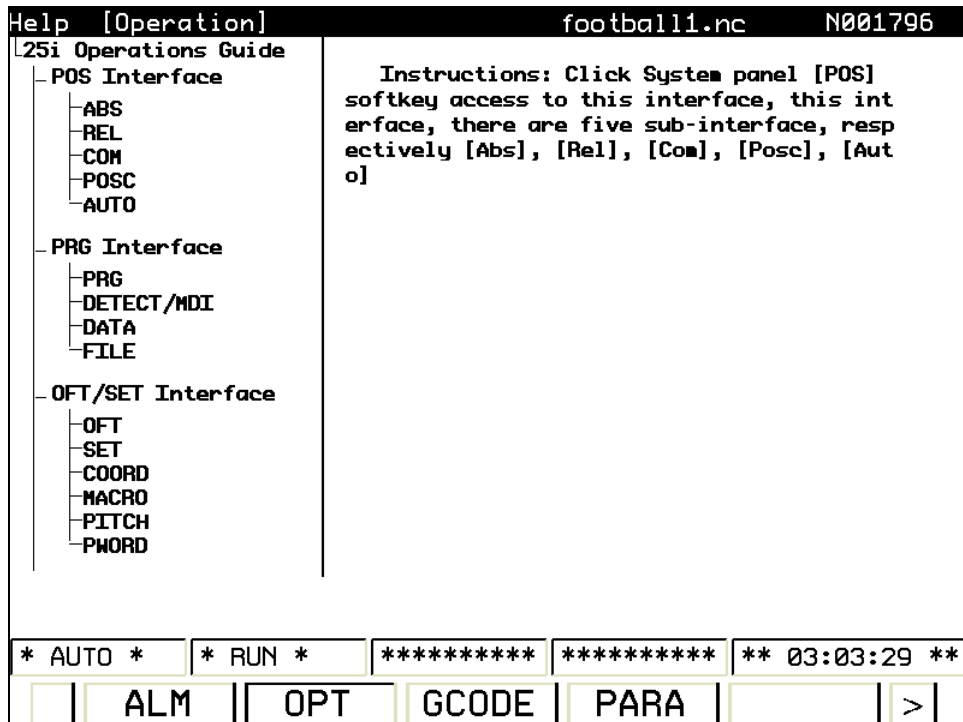 Help [Operation] football1.nc N001796
25i Operations Guide
POS Interface
ABS
REL
COM
POSC
AUTO
PRG Interface
PRG
DETECT/MDI
DATA
FILE
OFT/SET Interface
OFT
SET
COORD
MACRO
PITCH
PWORD
Instructions: Click System panel [POS]
softkey access to this interface, this int
erface, there are five sub-interface, resp
ectively [Abs], [Rel], [Com], [Posc], [Aut
o]
* AUTO * * RUN * ********** ********** ** 03:03:29 **
ALM OPT GCODE PARA >